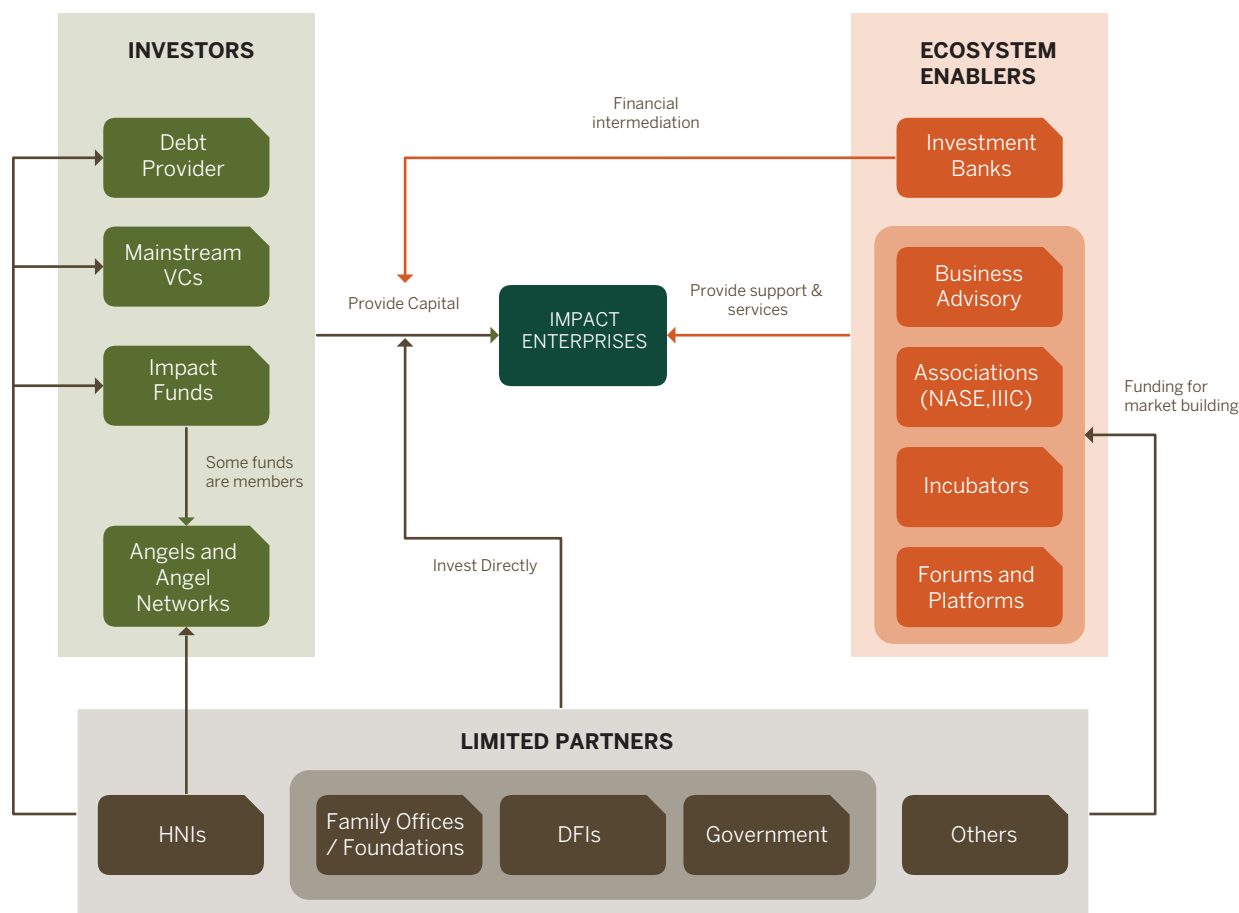 INVESTORS
Debt
Provider
Mainstream
VCs
Impact
Funds
Some funds
are members
Angels and
Angel
Networks
Financial
intermediation
Provide Capital
IMPACT
ENTERPRISES
Provide support &
services
Invest Directly
ECOSYSTEM
ENABLERS
Investment
Banks
Business
Advisory
Associations
(NASE,IIIC)
Incubators
Forums and
Platforms
Funding for
market building
LIMITED PARTNERS
HNIs
Family Offices
/ Foundations
DFIs
Government
Others